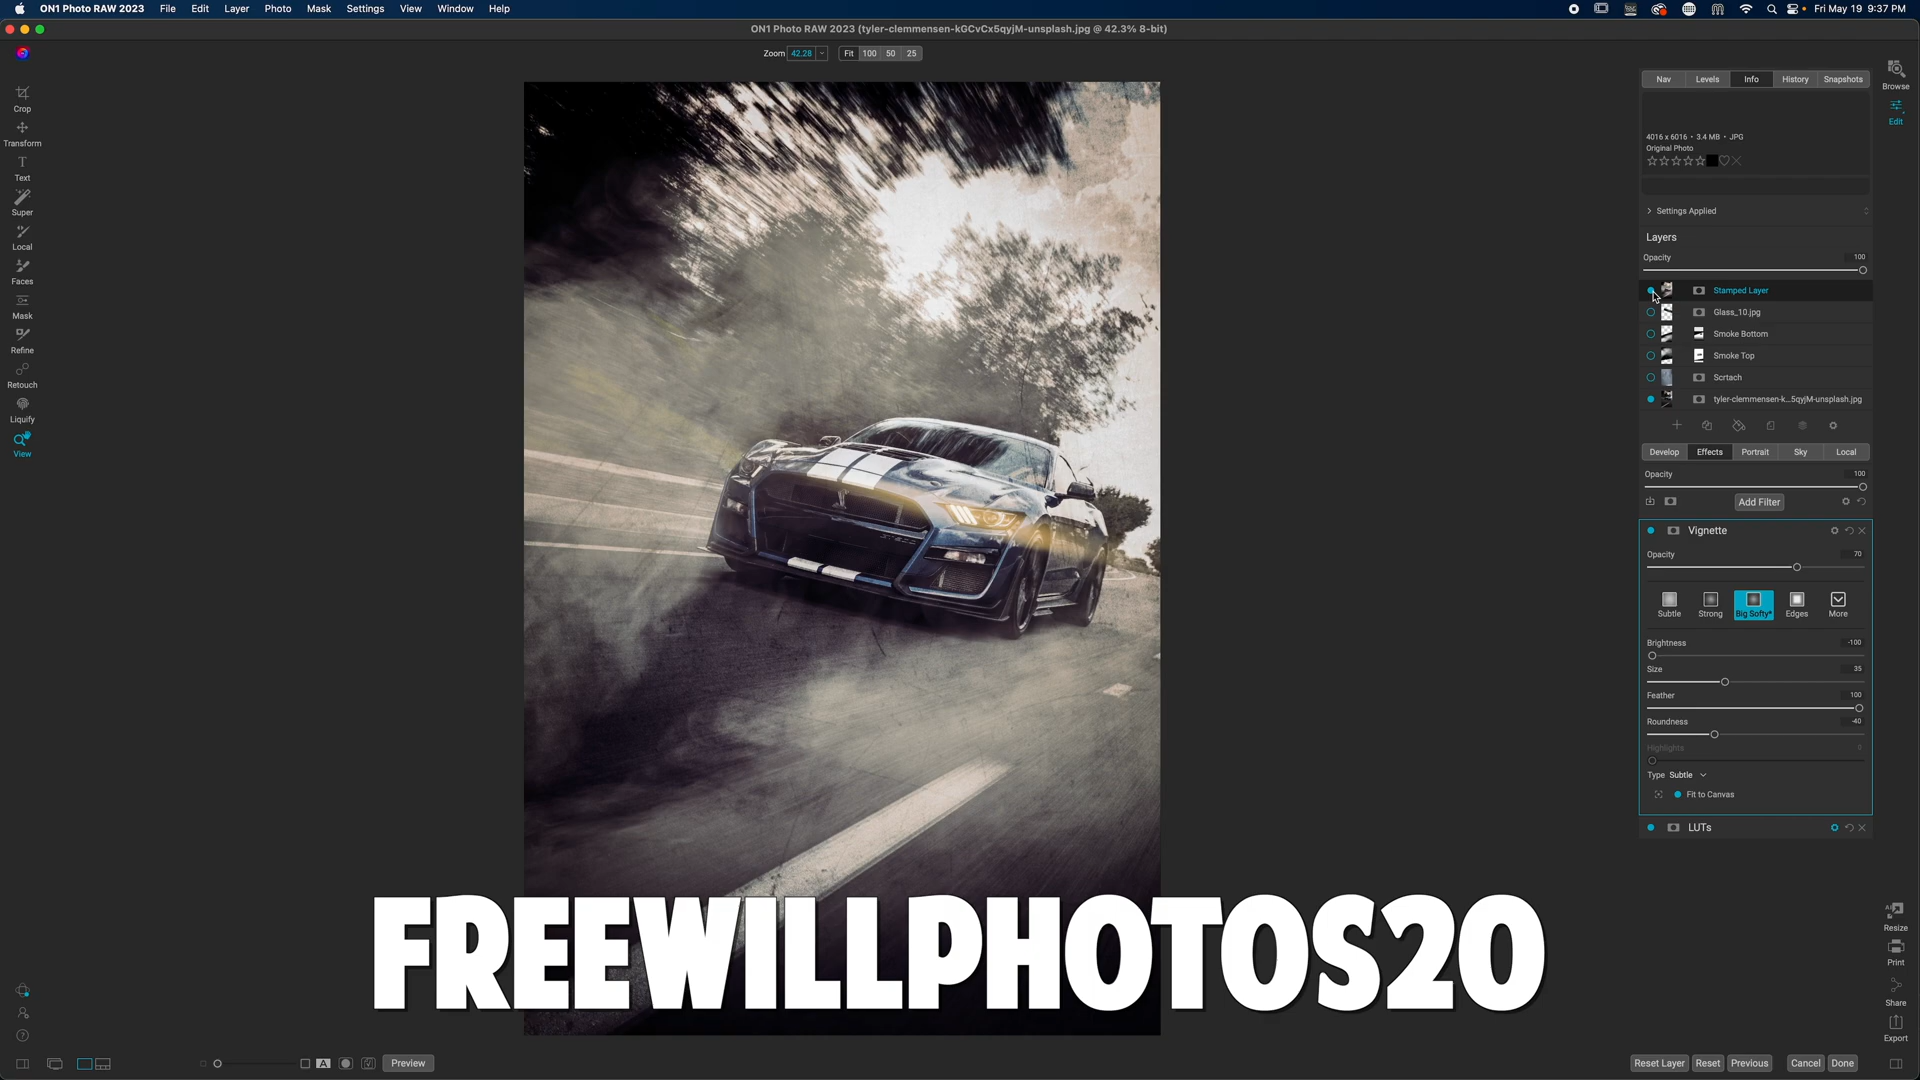 ON1 Photo RAW 2023 File Edit Layer Photo Mask Settings View Window Help
Fri May 19 9:37 PM
ON1 Photo RAW 2023 (tyler-clemmensen-kGCvCx5qyjM-unsplash.jpg @ 42.3% 8-bit)
Zoom 42.28 Fit 100 50 25
Crop
Transform
Text
Super
Local
Faces
Mask
Refine
Retouch
Liquify
View
Nav Levels Info History Snapshots
Browse
Edit
4016 x 6016 • 3.4 MB • JPG
Original Photo
Settings Applied
Layers
Opacity 100
Stamped Layer
Glass_10.jpg
Smoke Bottom
Smoke Top
Scrtach
tyler-clemmensen-k...5qyjM-unsplash.jpg
Develop Effects Portrait Sky Local
Opacity 100
Add Filter
Vignette
Opacity 70
Subtle Strong Big Softy* Edges More
Brightness -100
Size 35
Feather 100
Roundness -40
Highlights 0
Type Subtle
Fit to Canvas
LUTs
FREEWILLPHOTOS20
Resize
Print
Share
Export
A Preview
Reset Layer Reset Previous Cancel Done